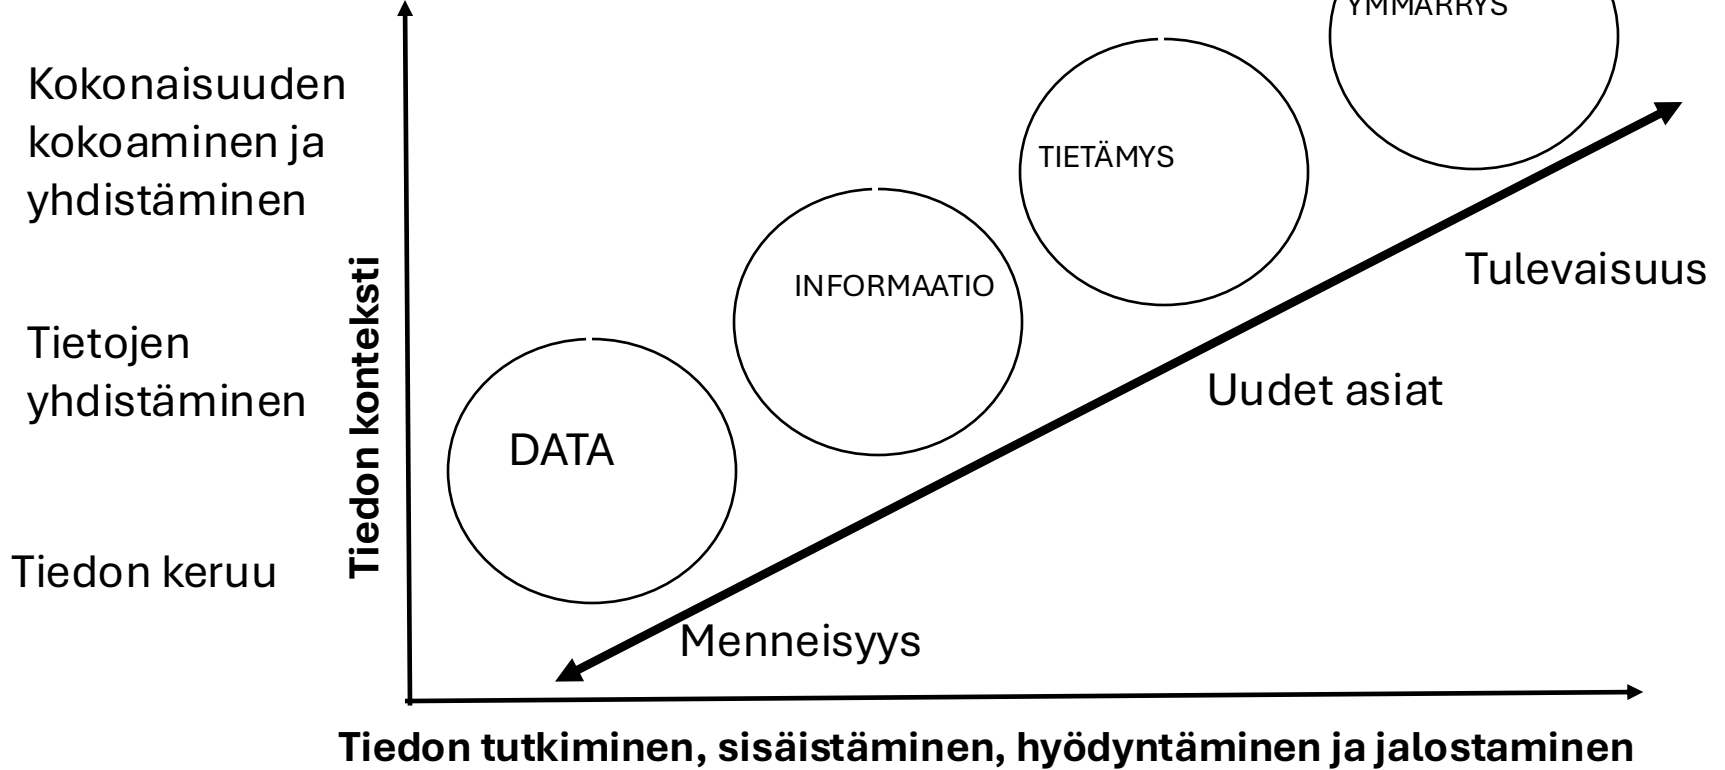 YMMÄRRYS
Kokonaisuuden
kokoaminen ja
yhdistäminen
TIETÄMYS
Tulevaisuus
INFORMAATIO
Tietojen
yhdistäminen
Uudet asiat
Tiedon konteksti
DATA
Tiedon keruu
Menneisyys
Tiedon tutkiminen, sisäistäminen, hyödyntäminen ja jalostaminen